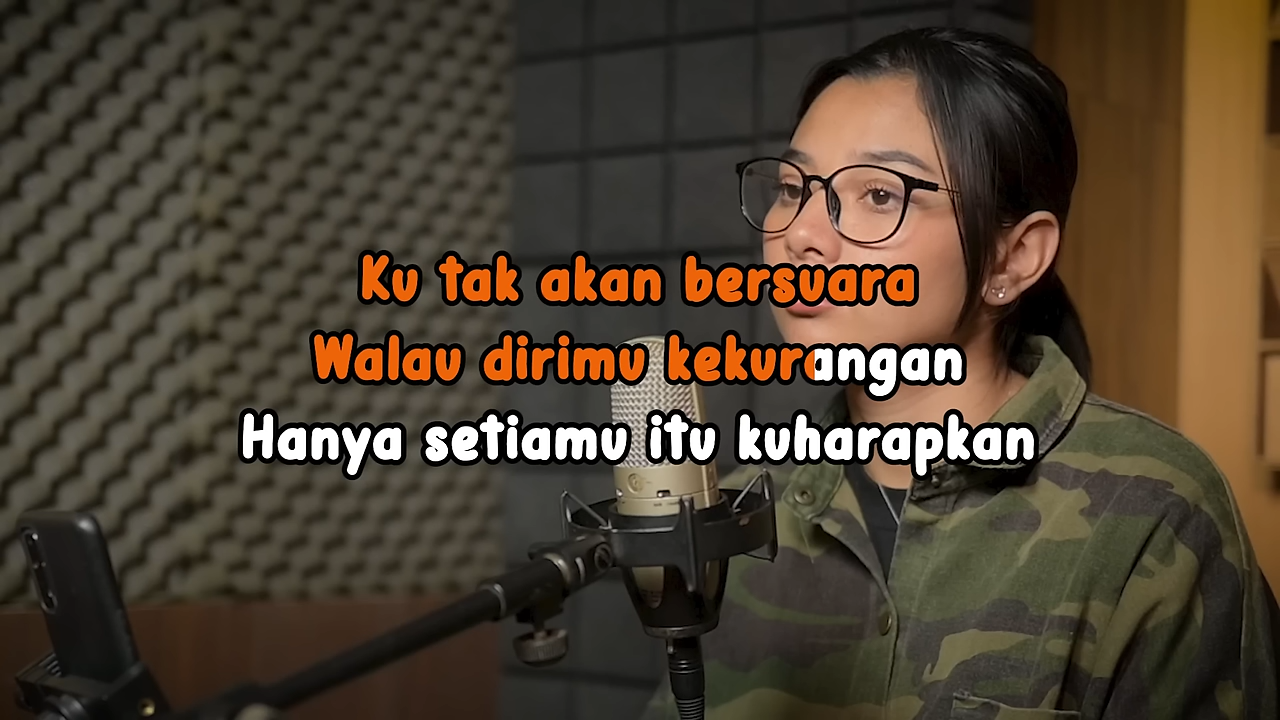 Ku tak akan bersuara
Walau dirimu kekurangan
Hanya setiamu itu kuharapkan